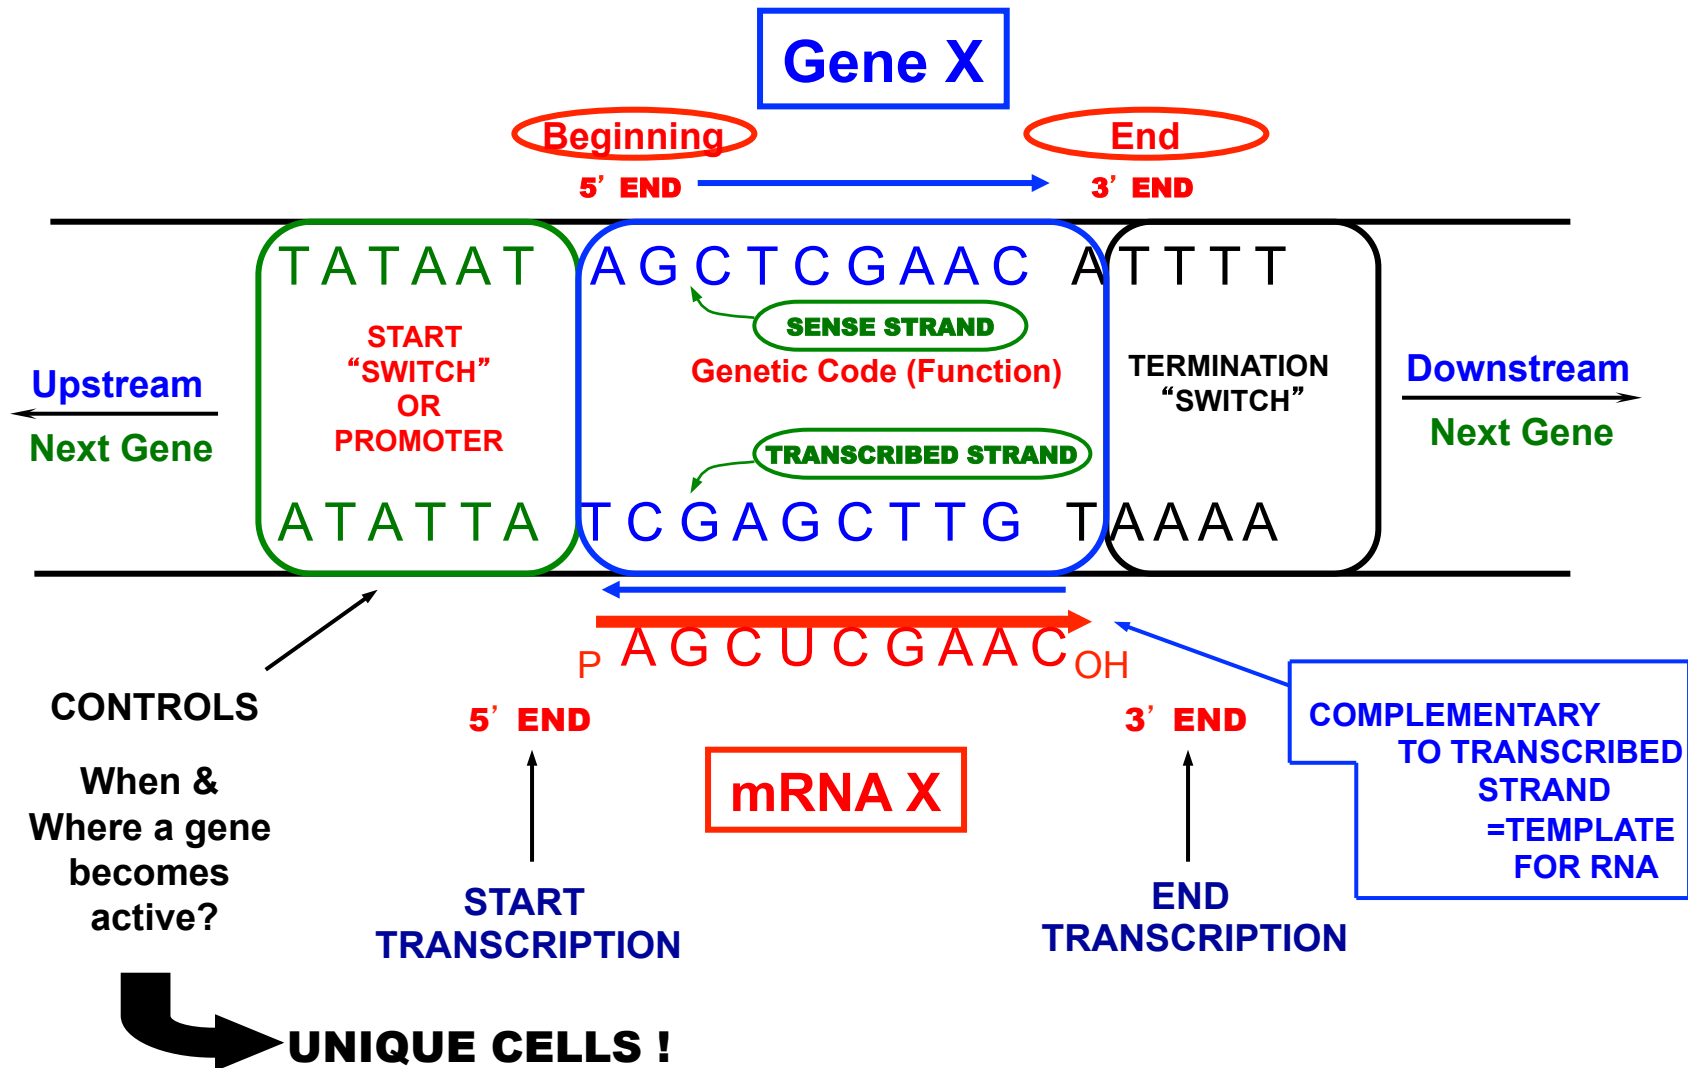 Gene X
Beginning
End
5’ END
3’ END
TATAAT AGCTCGAAC ATTTT
SENSE STRAND
START
“SWITCH”
OR
PROMOTER
Genetic Code (Function)
TERMINATION
“SWITCH”
Upstream
Next Gene
Downstream
Next Gene
TRANSCRIBED STRAND
ATATTA TCGAGCTTG TAAAA
P AGCUCGAAC OH
5’ END
3’ END
mRNA X
CONTROLS
When &
Where a gene
becomes
active?
COMPLEMENTARY
TO TRANSCRIBED
STRAND
=TEMPLATE
FOR RNA
START
TRANSCRIPTION
END
TRANSCRIPTION
UNIQUE CELLS !